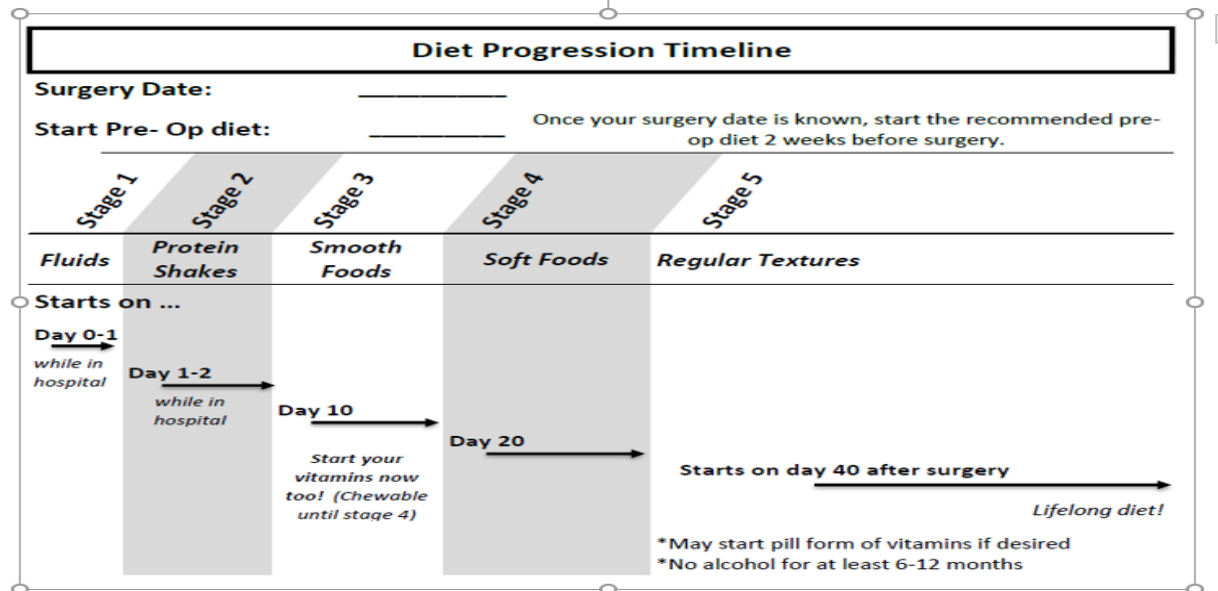 Diet Progression Timeline
Surgery Date: ____________
Start Pre- Op diet: ___________
Once your surgery date is known, start the recommended pre-
op diet 2 weeks before surgery.
Stage 1
Stage 2
Stage 3
Stage 4
Stage 5
Fluids
Protein
Shakes
Smooth
Foods
Soft Foods
Regular Textures
Starts on ...
Day 0-1
while in
hospital
Day 1-2
while in
hospital
Day 10
Start your
vitamins now
too! (Chewable
until stage 4)
Day 20
Starts on day 40 after surgery
Lifelong diet!
*May start pill form of vitamins if desired
*No alcohol for at least 6-12 months